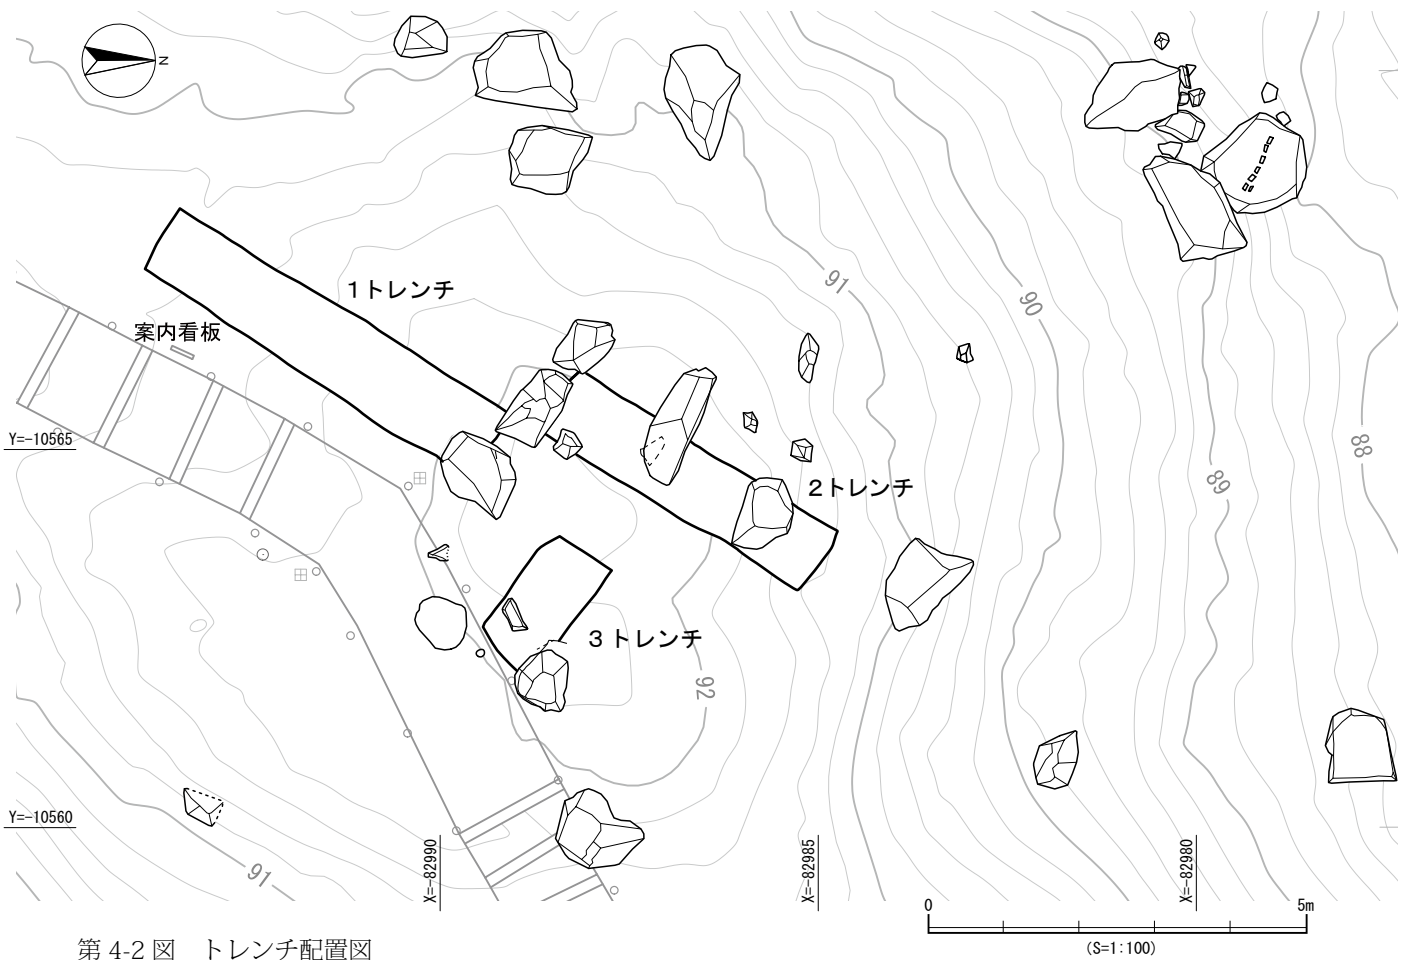 N
1トレンチ
案内看板
91
90
Y=-10565
88
89
2トレンチ
3トレンチ
92
Y=-10560
91
X=-82990
X=-82985
X=-82980
0 5m
(S=1:100)
第 4-2 図　トレンチ配置図